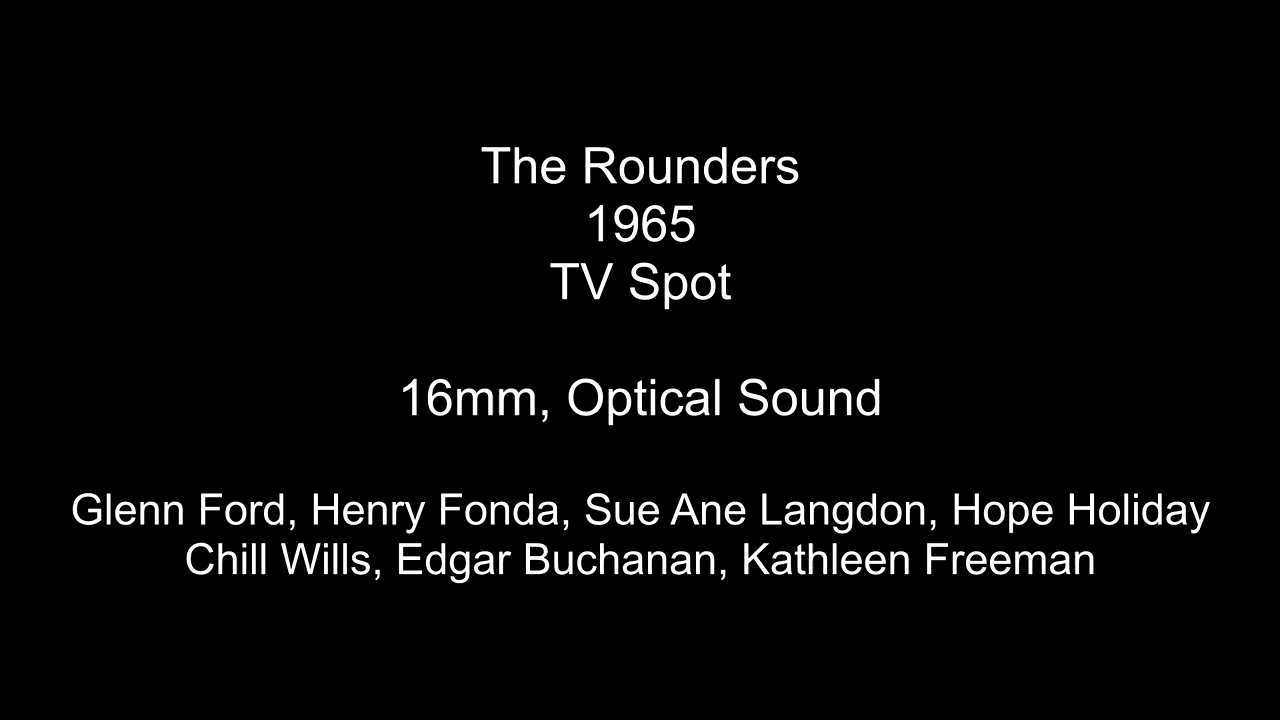 The Rounders
1965
TV Spot
16mm, Optical Sound
Glenn Ford, Henry Fonda, Sue Ane Langdon, Hope Holiday
Chill Wills, Edgar Buchanan, Kathleen Freeman